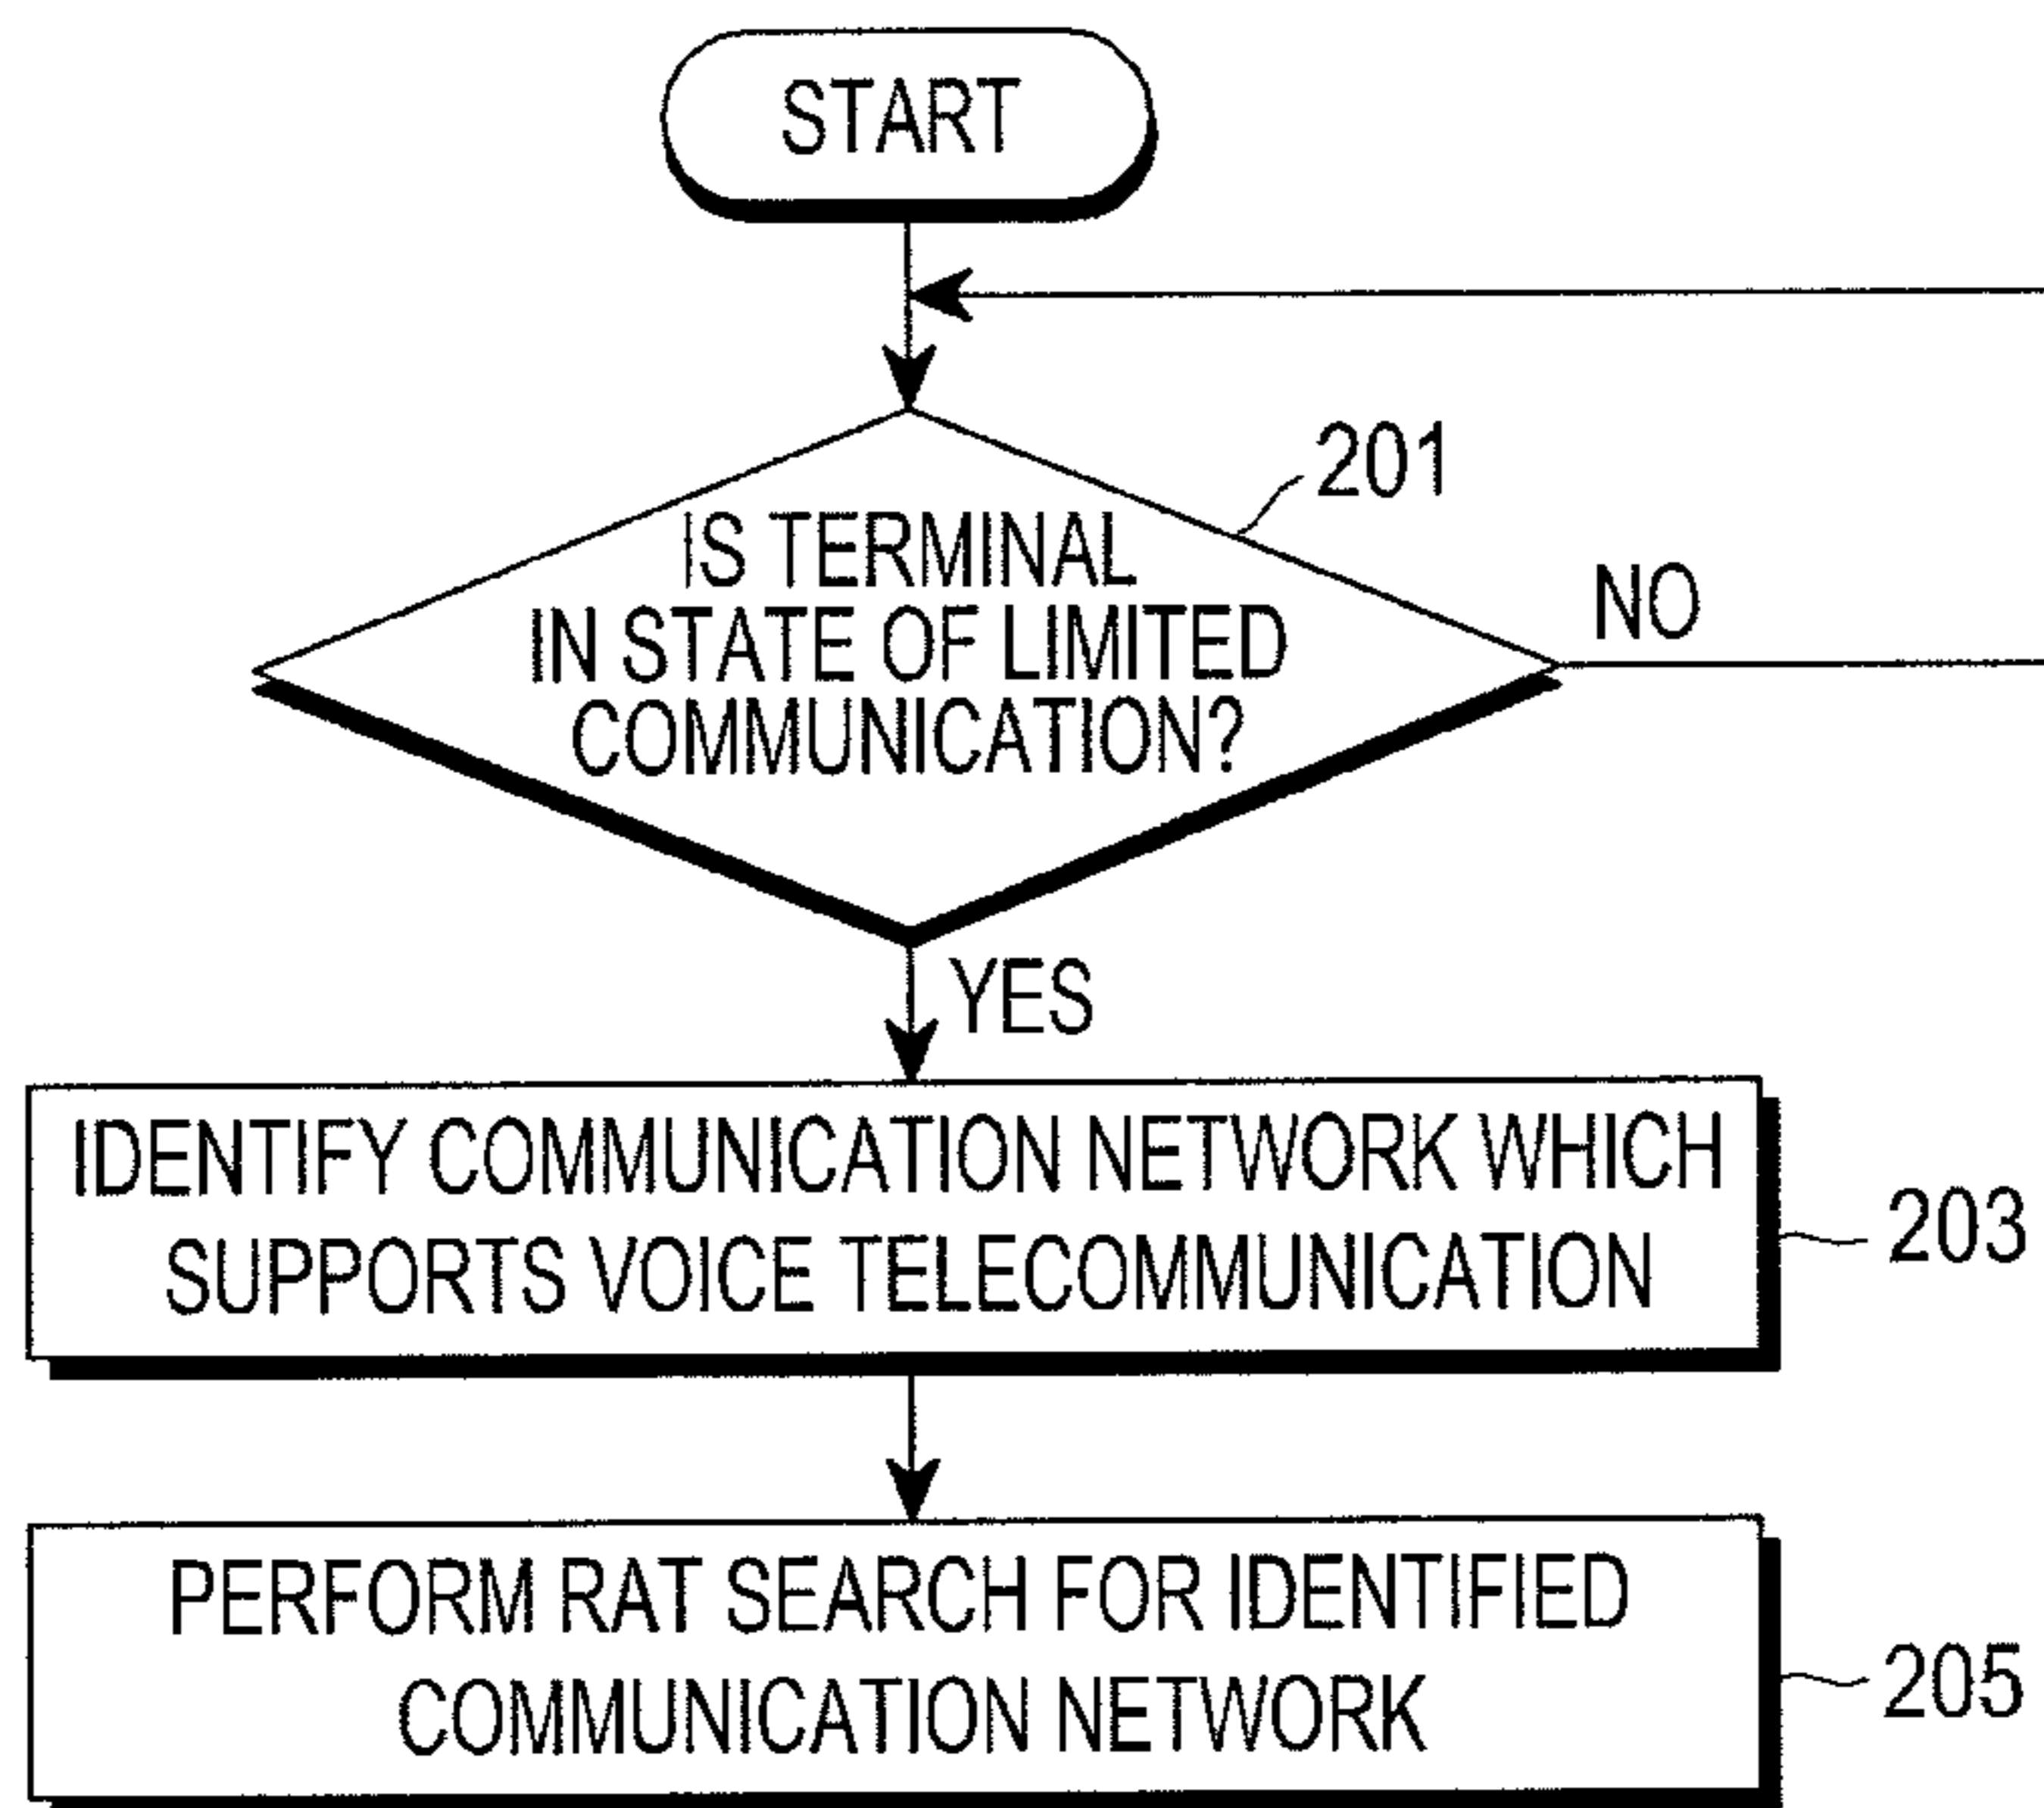 START
201
IS TERMINAL
IN STATE OF LIMITED
COMMUNICATION?
NO
YES
IDENTIFY COMMUNICATION NETWORK WHICH
SUPPORTS VOICE TELECOMMUNICATION
203
PERFORM RAT SEARCH FOR IDENTIFIED
COMMUNICATION NETWORK
205